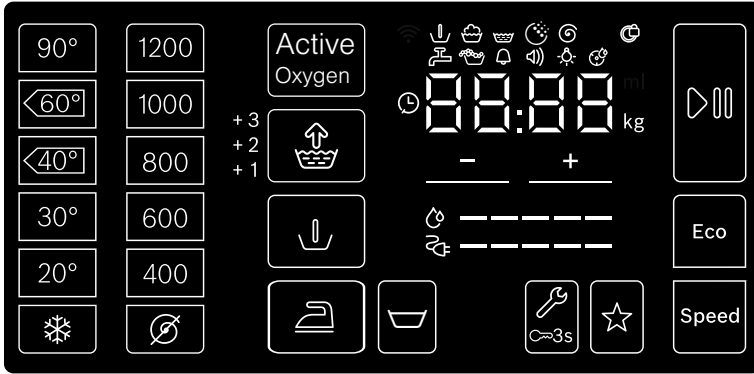 90° 1200 Active
Oxygen
ml
60° 1000 88:88
kg
+ 3
+ 2
+ 1
40° 800 − +
30° 600 Eco
20° 400
3s Speed